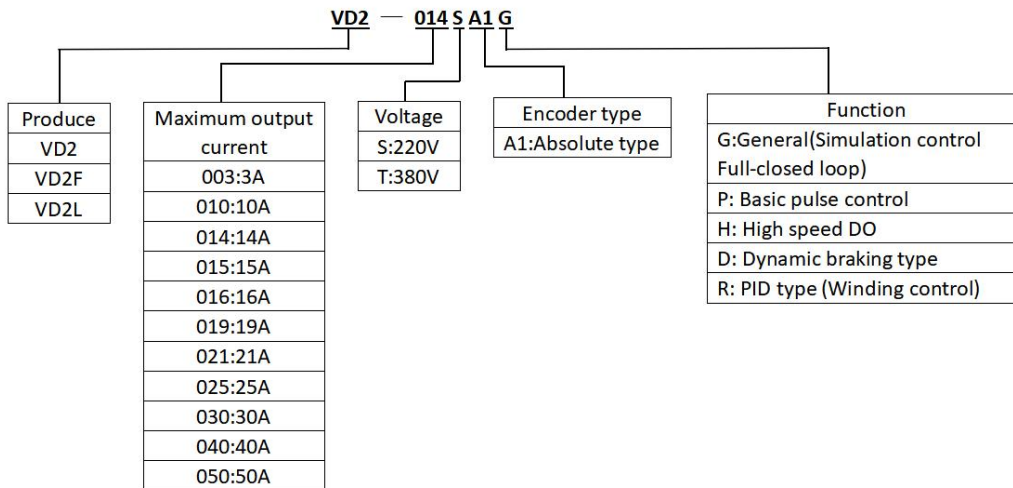 VD2 — 014 S A1 G
Produce
VD2
VD2F
VD2L
Maximum output
current
003:3A
010:10A
014:14A
015:15A
016:16A
019:19A
021:21A
025:25A
030:30A
040:40A
050:50A
Voltage
S:220V
T:380V
Encoder type
A1:Absolute type
Function
G:General(Simulation control
Full-closed loop)
P: Basic pulse control
H: High speed DO
D: Dynamic braking type
R: PID type (Winding control)